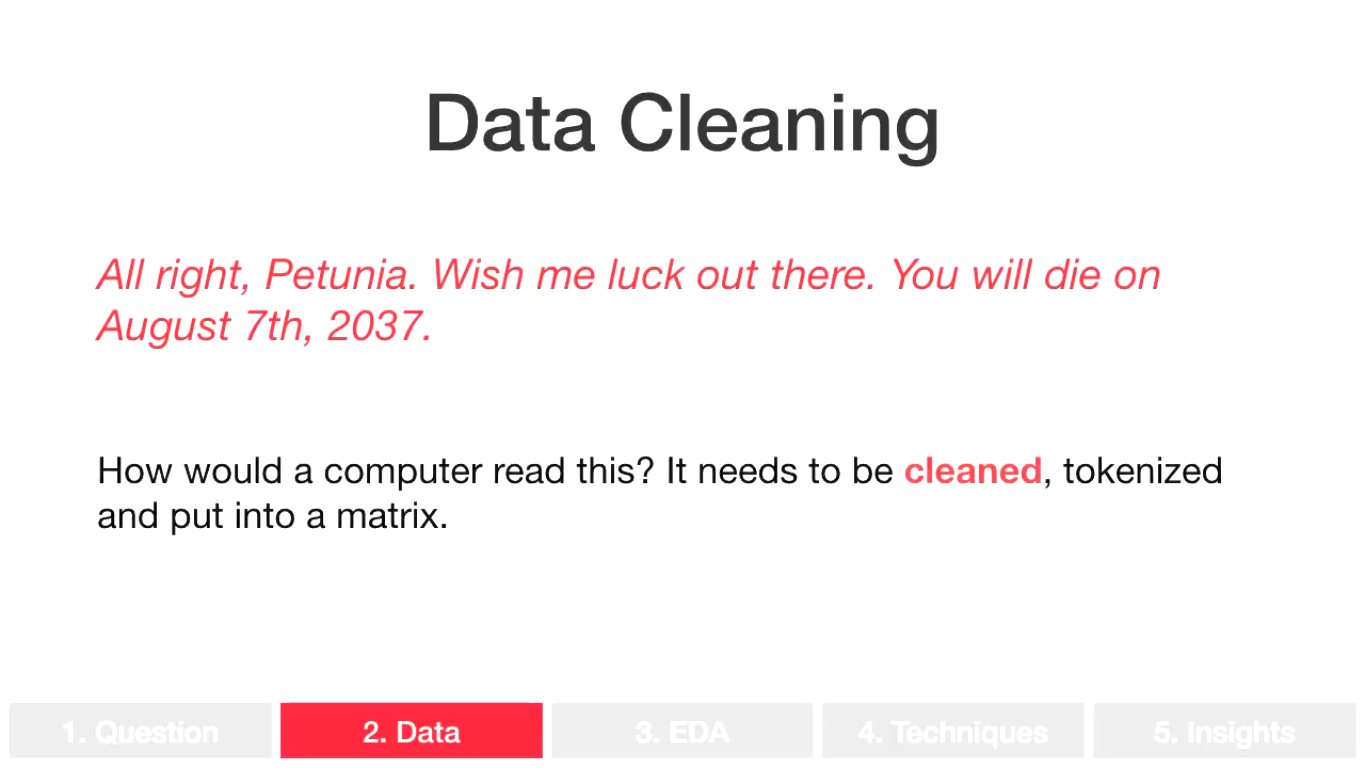 Data Cleaning
All right, Petunia. Wish me luck out there. You will die on
August 7th, 2037.
How would a computer read this? It needs to be cleaned, tokenized
and put into a matrix.
1. Question
2. Data
3. EDA
4. Techniques
5. Insights